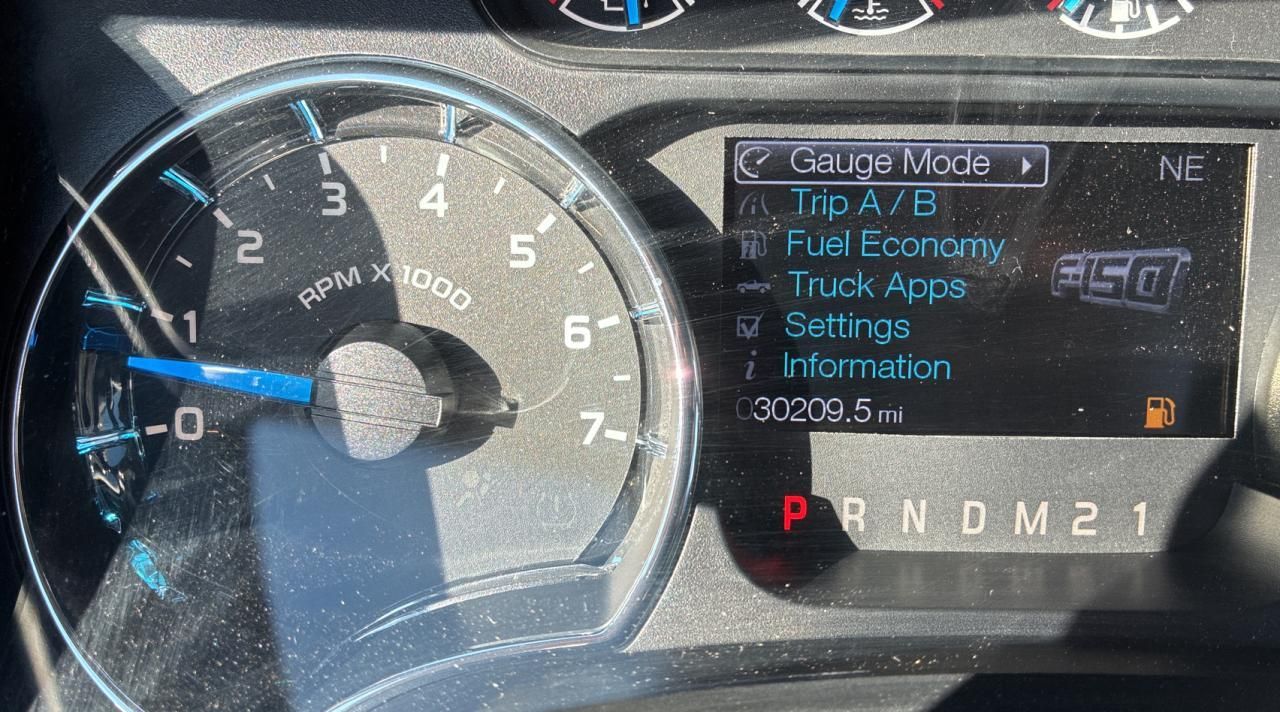 Gauge Mode
NE
Trip A / B
Fuel Economy
F-150
Truck Apps
Settings
Information
030209.5 mi
P R N D M 2 1
0
1
2
3
4
5
6
7
RPM X 1000